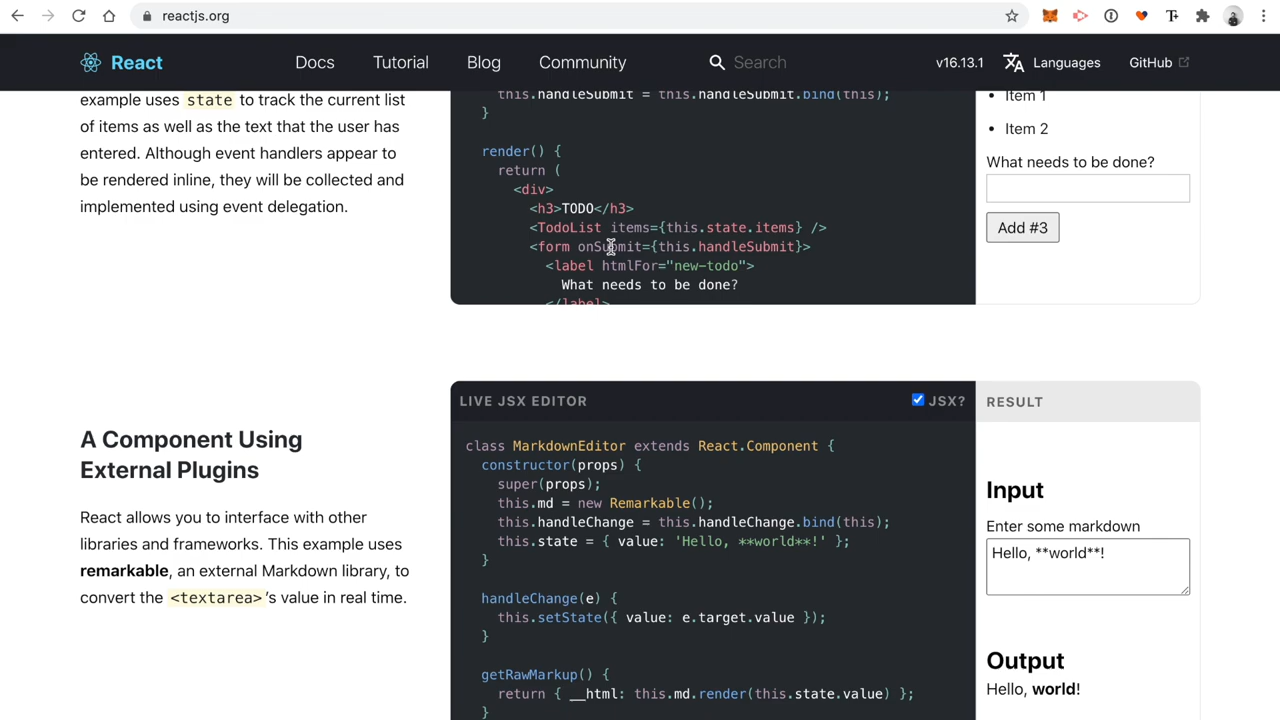 reactjs.org
React
Docs
Tutorial
Blog
Community
Search
v16.13.1
Languages
GitHub
example uses state to track the current list
of items as well as the text that the user has
entered. Although event handlers appear to
be rendered inline, they will be collected and
implemented using event delegation.
this.handleSubmit = this.handleSubmit.bind(this);
}
render() {
return (
<div>
<h3>TODO</h3>
<TodoList items={this.state.items} />
<form onSubmit={this.handleSubmit}>
<label htmlFor="new-todo">
What needs to be done?
</label>
Item 1
Item 2
What needs to be done?
Add #3
A Component Using
External Plugins
React allows you to interface with other
libraries and frameworks. This example uses
remarkable, an external Markdown library, to
convert the <textarea>’s value in real time.
LIVE JSX EDITOR
JSX?
class MarkdownEditor extends React.Component {
constructor(props) {
super(props);
this.md = new Remarkable();
this.handleChange = this.handleChange.bind(this);
this.state = { value: 'Hello, **world**!' };
}
handleChange(e) {
this.setState({ value: e.target.value });
}
getRawMarkup() {
return { __html: this.md.render(this.state.value) };
}
RESULT
Input
Enter some markdown
Hello, **world**!
Output
Hello, world!